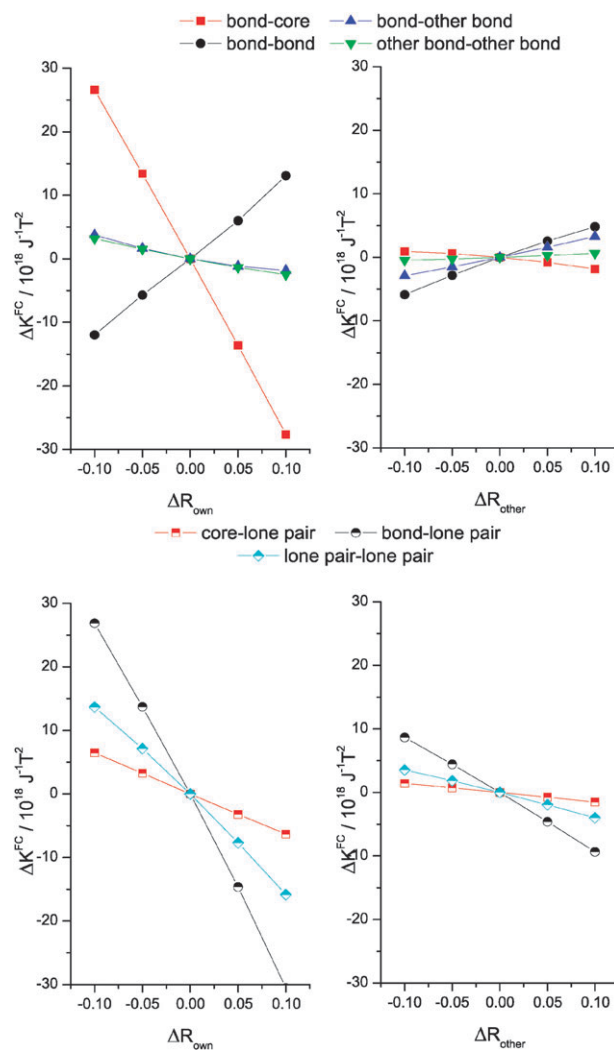 bond-core bond-other bond
bond-bond other bond-other bond
30
20
10
0
-10
-20
-30
ΔK^FC / 10^18 J^-1T^2
-0.10 -0.05 0.00 0.05 0.10
ΔR_own
30
20
10
0
-10
-20
-30
ΔK^FC / 10^18 J^-1T^2
-0.10 -0.05 0.00 0.05 0.10
ΔR_other
core-lone pair bond-lone pair
lone pair-lone pair
30
20
10
0
-10
-20
-30
ΔK^FC / 10^18 J^-1T^2
-0.10 -0.05 0.00 0.05 0.10
ΔR_own
30
20
10
0
-10
-20
-30
ΔK^FC / 10^18 J^-1T^2
-0.10 -0.05 0.00 0.05 0.10
ΔR_other